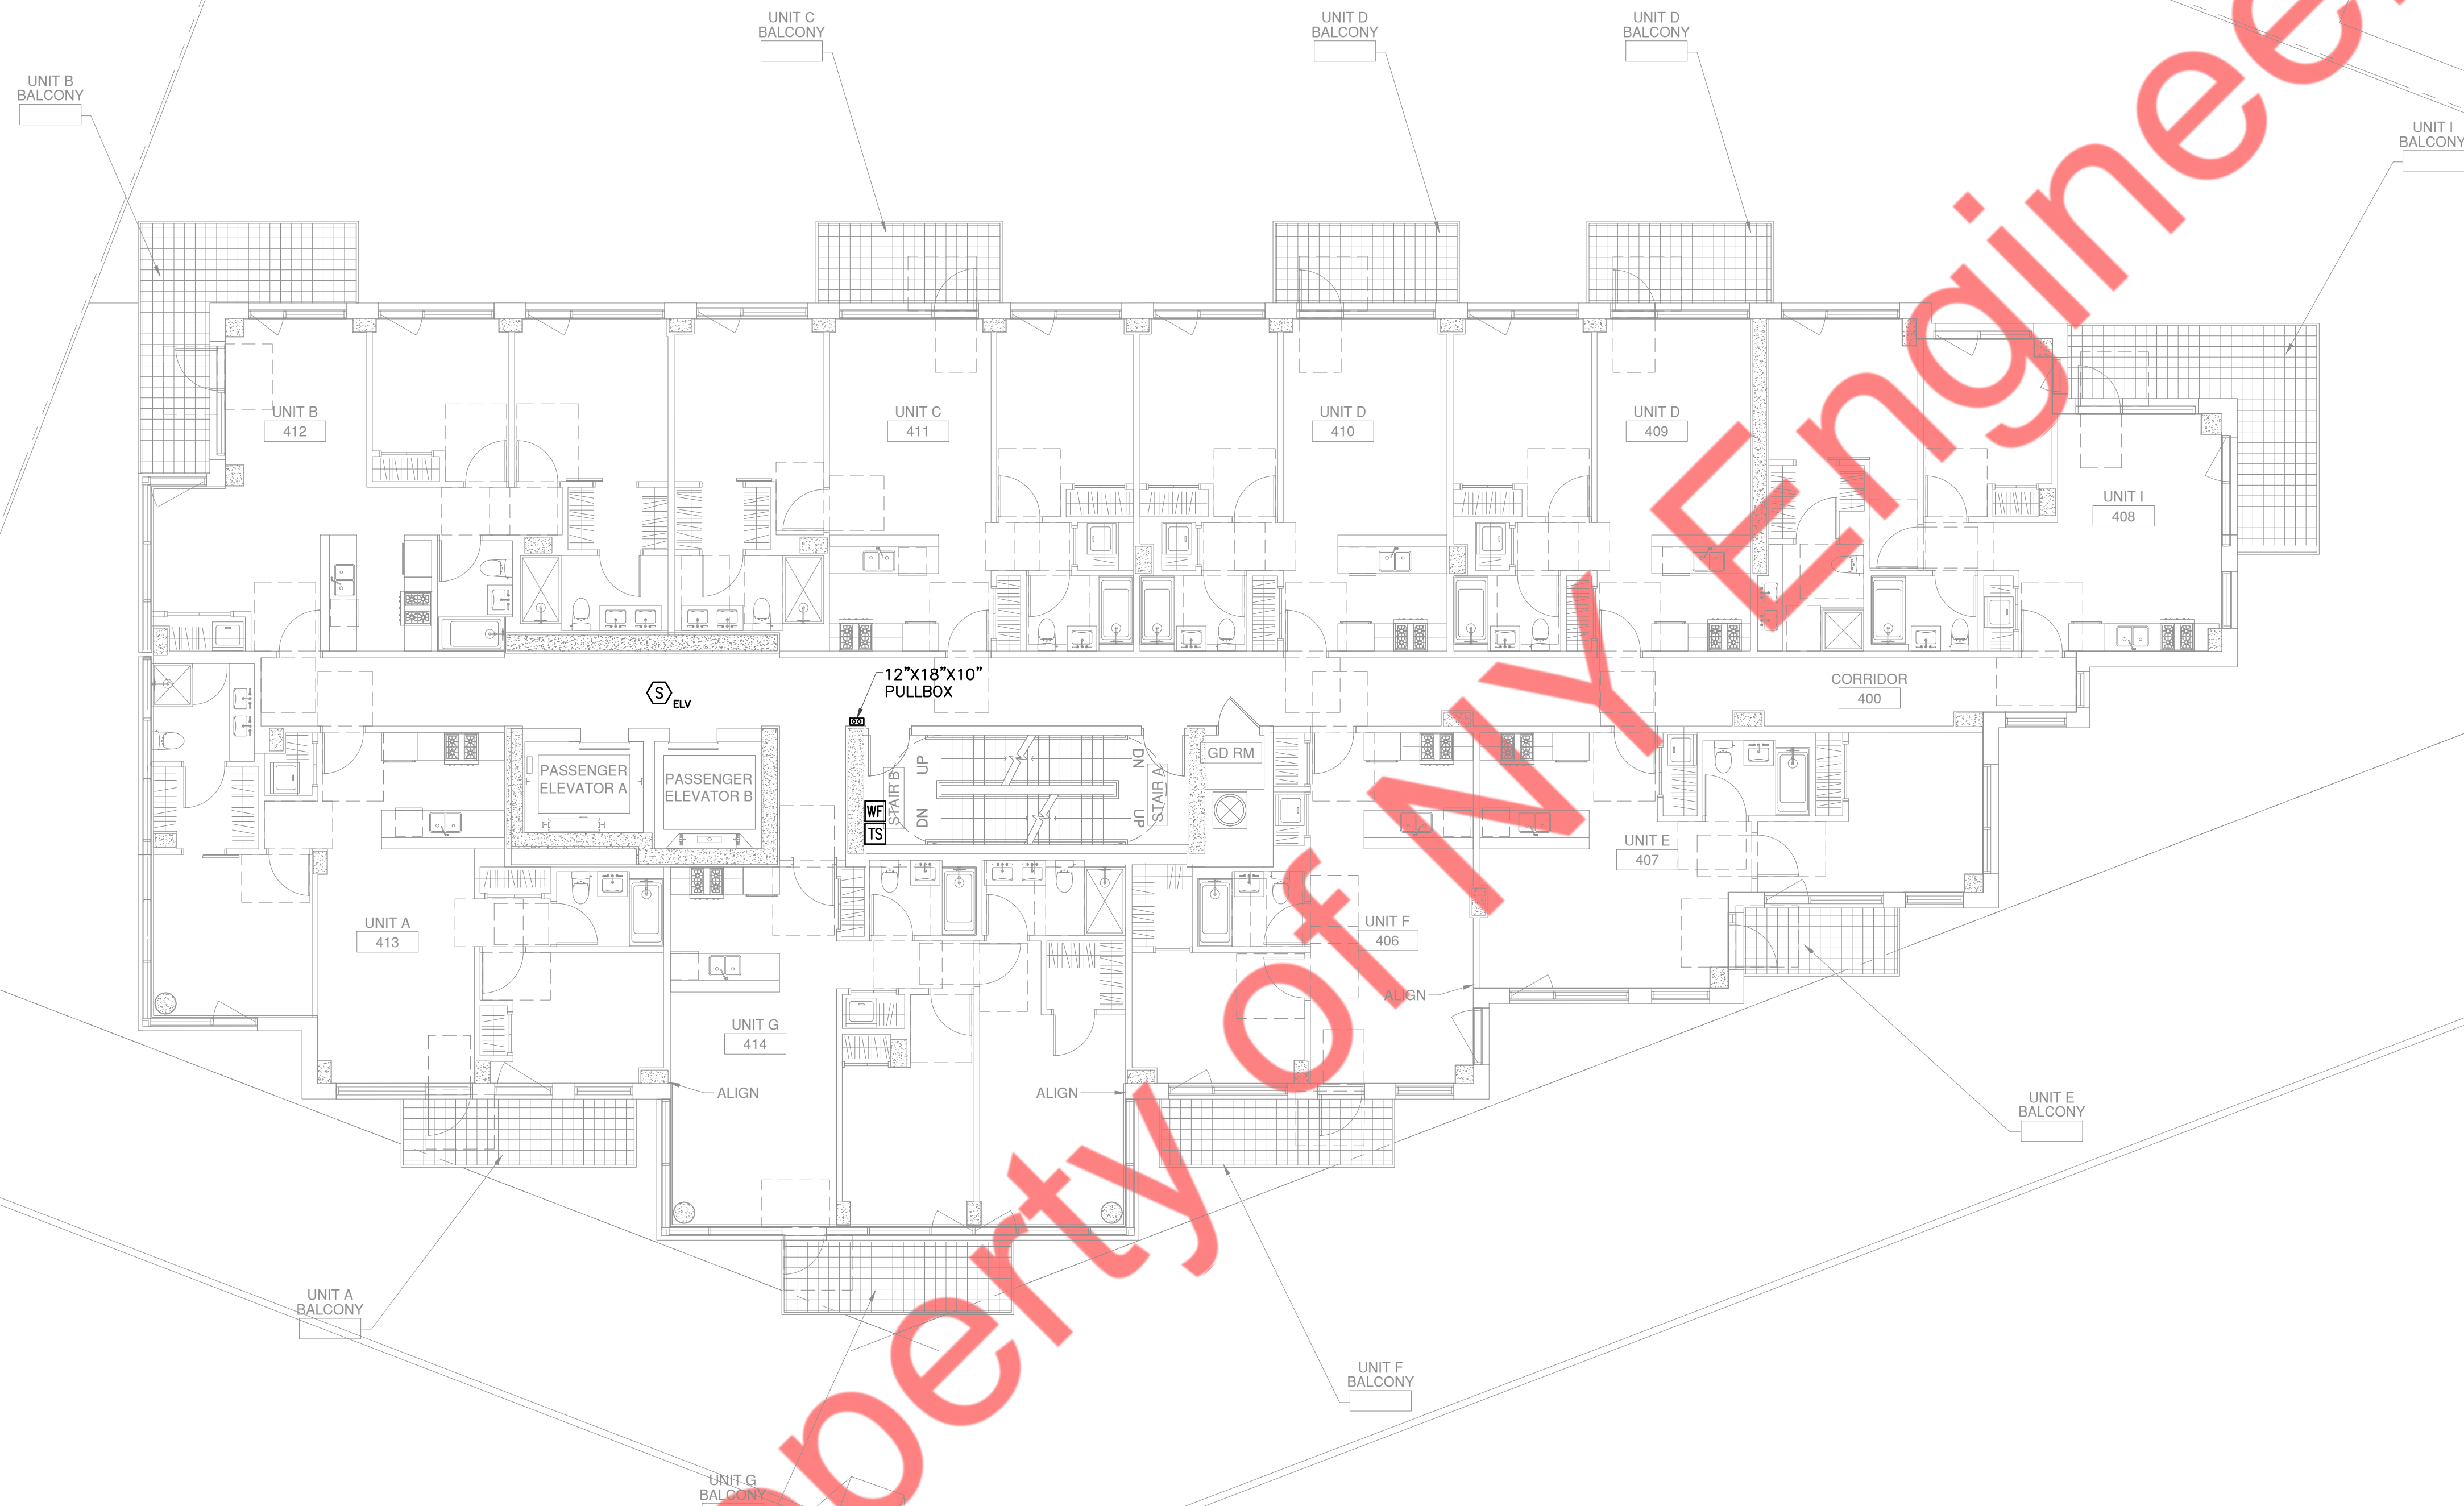 UNIT C
BALCONY
UNIT D
BALCONY
UNIT D
BALCONY
UNIT B
BALCONY
UNIT I
BALCONY
UNIT B
412
UNIT C
411
UNIT D
410
UNIT D
409
UNIT I
408
12”X18”X10”
PULLBOX
S
ELV
CORRIDOR
400
PASSENGER
ELEVATOR A
PASSENGER
ELEVATOR B
STAIR B
UP
DN
DN
UP
STAIR A
GD RM
WF
TS
UNIT E
407
UNIT A
413
UNIT F
406
ALIGN
UNIT G
414
ALIGN
ALIGN
UNIT E
BALCONY
UNIT A
BALCONY
UNIT F
BALCONY
UNIT G
BALCONY
perty of NY Enginee